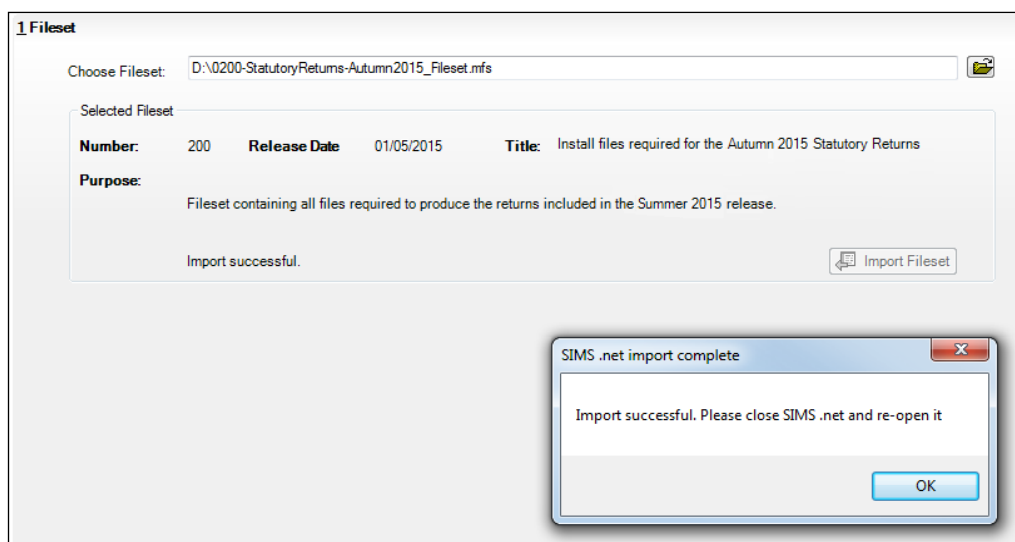 1 Fileset
Choose Fileset: D:\0200-StatutoryReturns-Autumn2015_Fileset.mfs
Selected Fileset
Number: 200 Release Date 01/05/2015 Title: Install files required for the Autumn 2015 Statutory Returns
Purpose:
Fileset containing all files required to produce the returns included in the Summer 2015 release.
Import successful. Import Fileset
SIMS .net import complete
Import successful. Please close SIMS .net and re-open it
OK